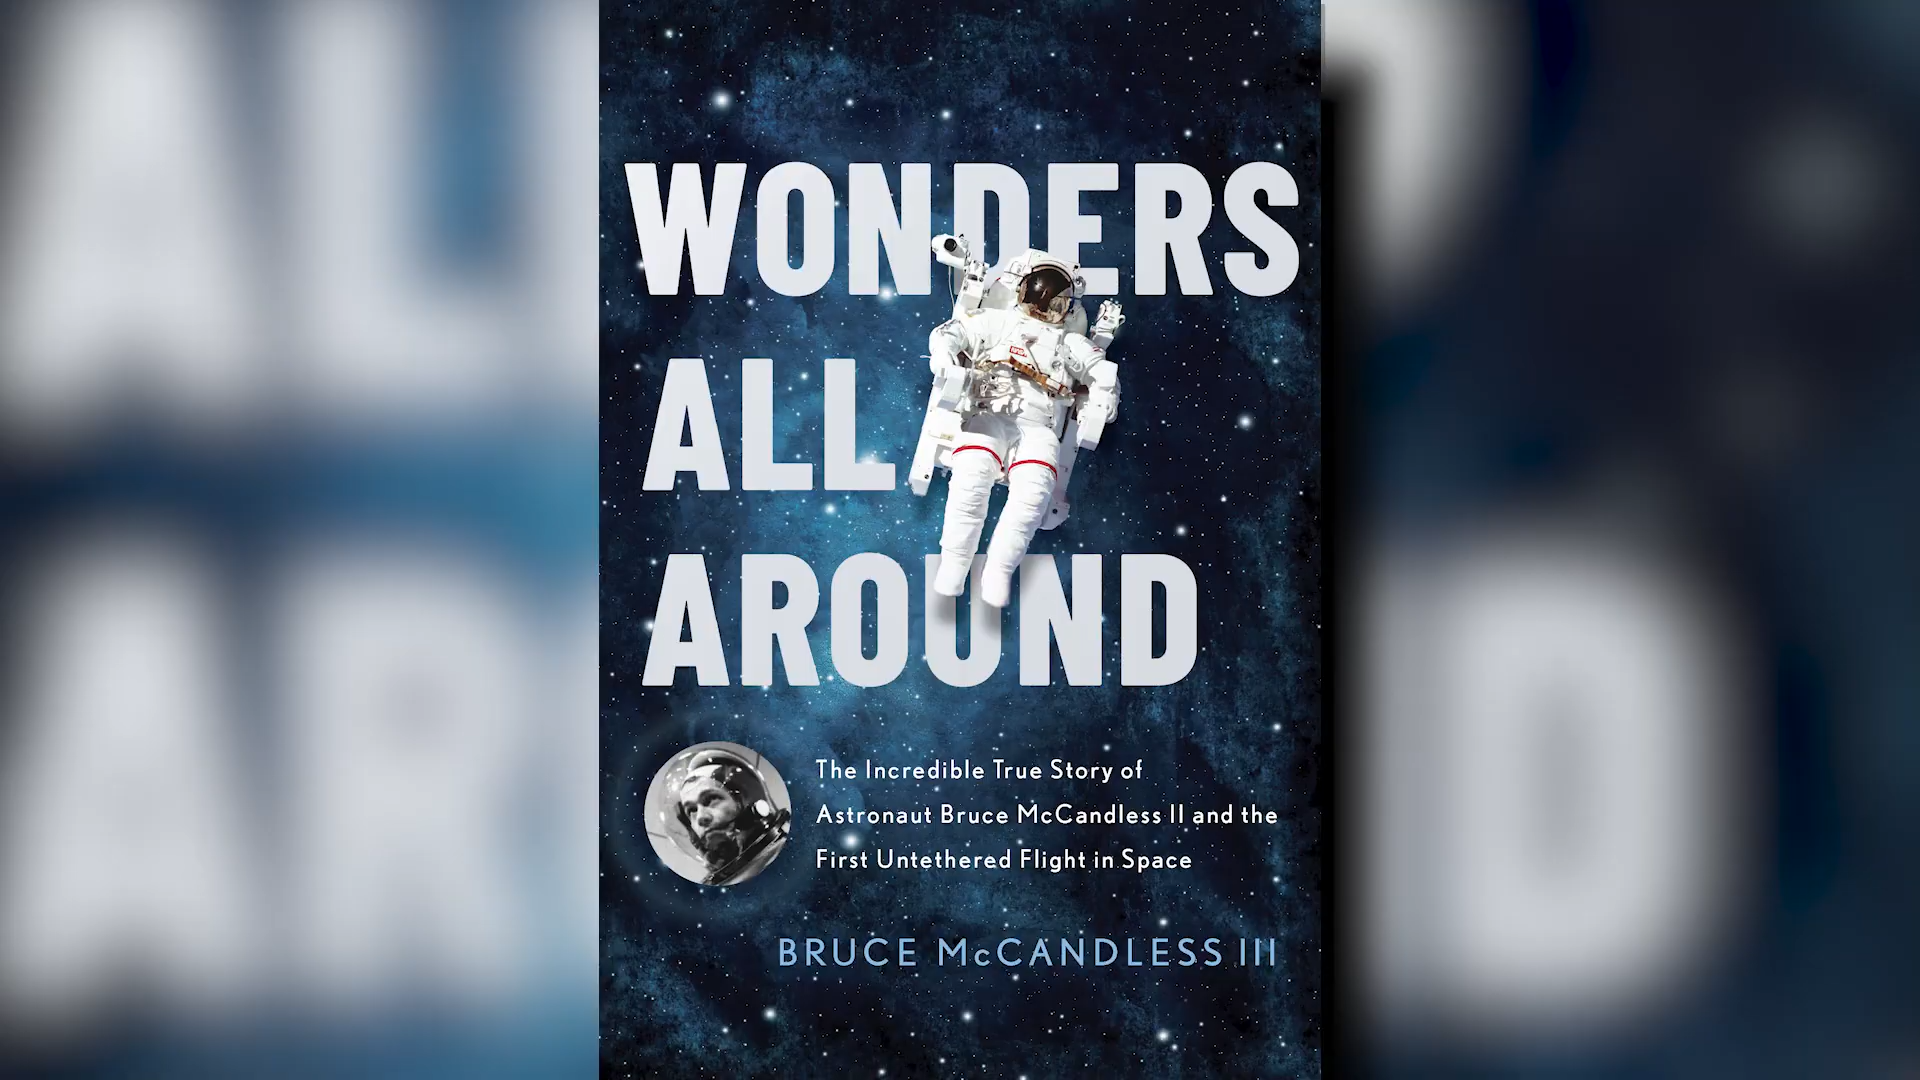 WONDERS
ALL
AROUND
The Incredible True Story of
Astronaut Bruce McCandless II and the
First Untethered Flight in Space
BRUCE McCANDLESS III